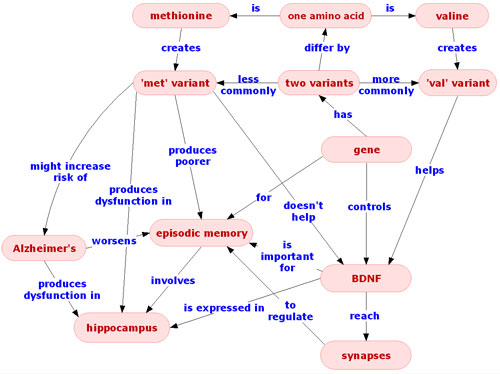 is
is
methionine
one amino acid
valine
creates
differ by
creates
less
commonly
more
commonly
'met' variant
two variants
'val' variant
has
produces
poorer
gene
might increase
risk of
helps
produces
dysfunction in
for
doesn't
help
controls
worsens
episodic memory
Alzheimer's
is
important
for
BDNF
produces
dysfunction in
involves
is expressed in
to
regulate
reach
hippocampus
synapses